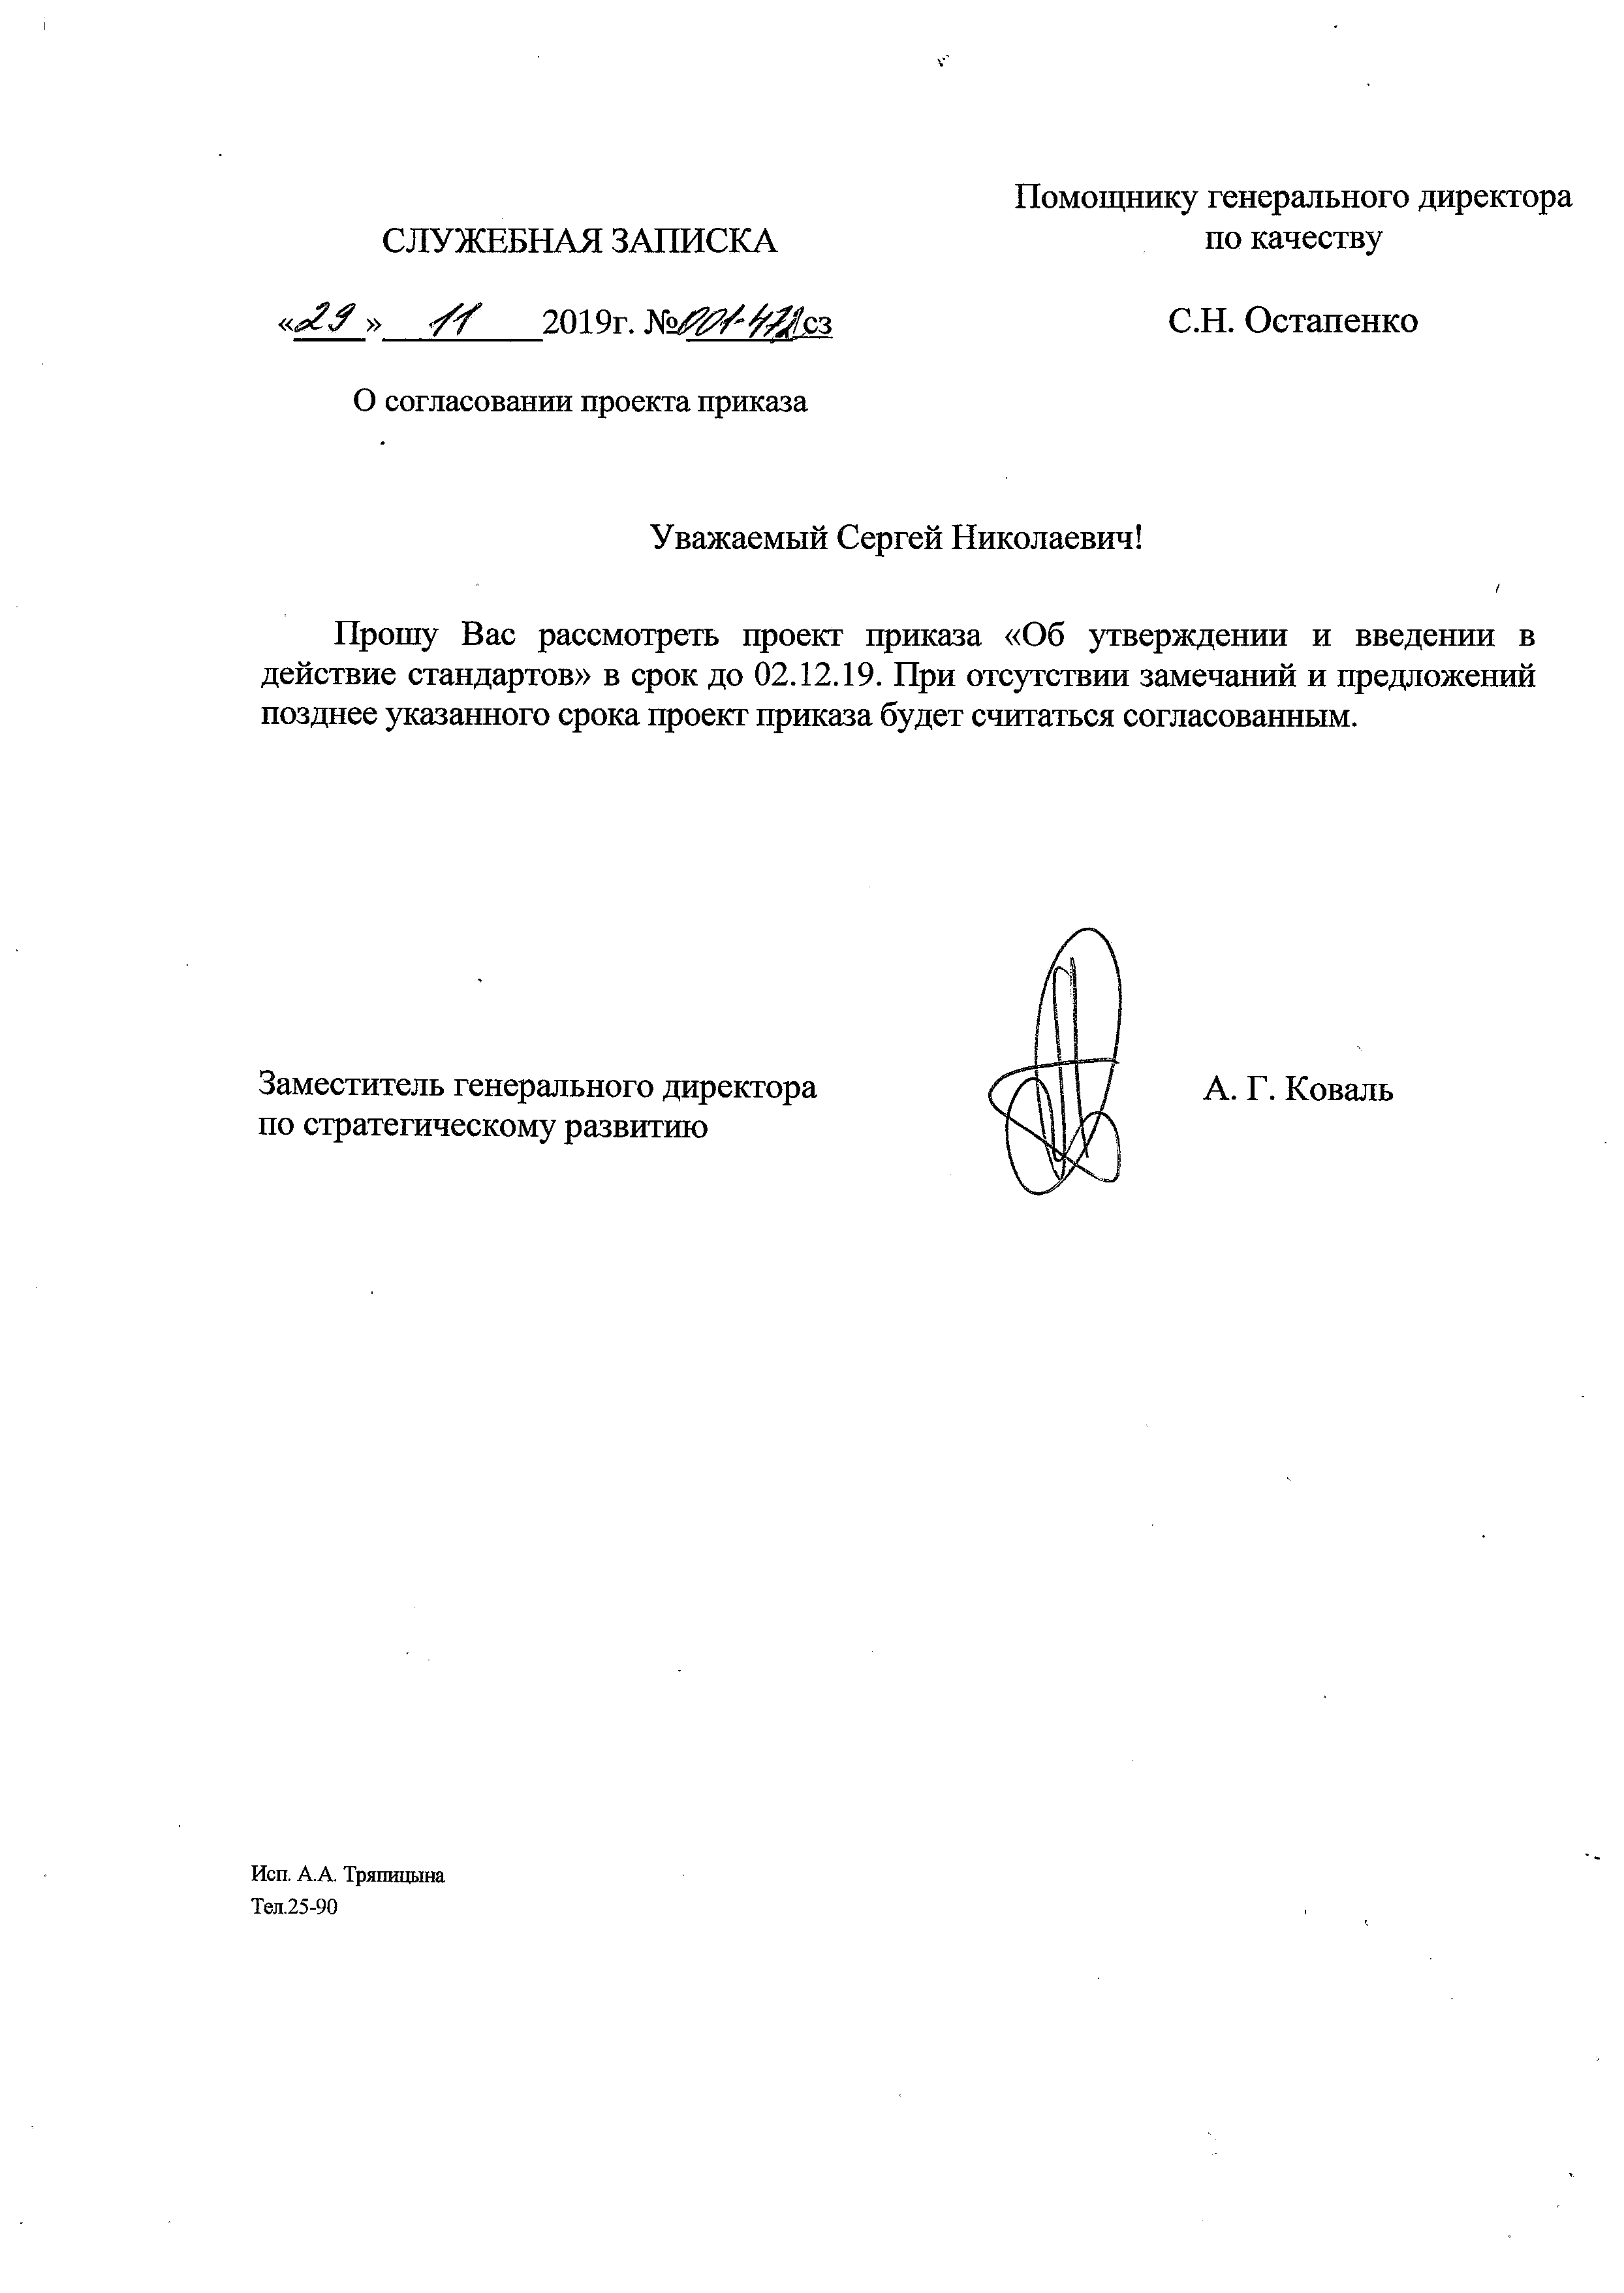 Помощнику генерального директора
по качеству
СЛУЖЕБНАЯ ЗАПИСКА
«29» 11 2019г. №001-472сз
С.Н. Остапенко
О согласовании проекта приказа
Уважаемый Сергей Николаевич!
Прошу Вас рассмотреть проект приказа «Об утверждении и введении в
действие стандартов» в срок до 02.12.19. При отсутствии замечаний и предложений
позднее указанного срока проект приказа будет считаться согласованным.
Заместитель генерального директора
по стратегическому развитию
А. Г. Коваль
Исп. А.А. Тряпицына
Тел.25-90